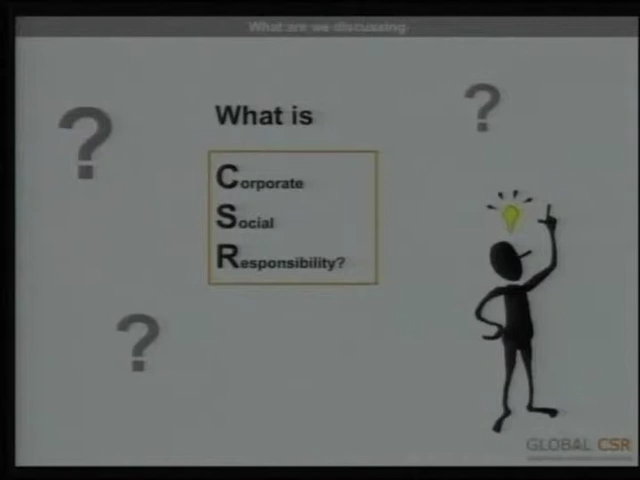 What are we discussing
?
?
What is
Corporate
Social
Responsibility?
?
GLOBAL CSR